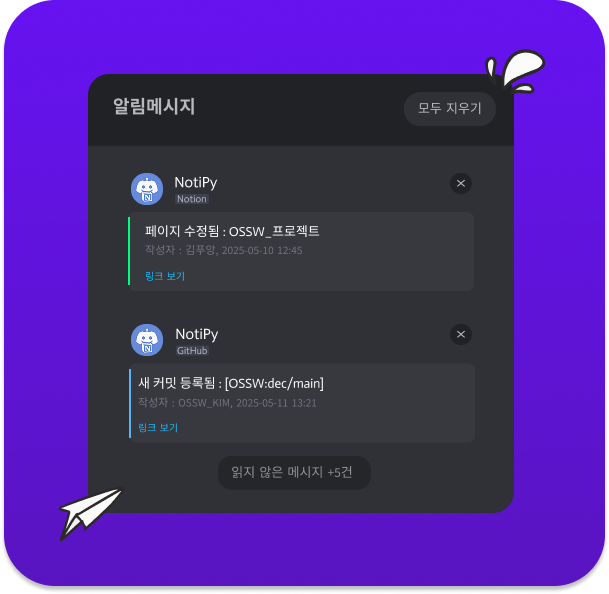 알림메시지
모두 지우기
NotiPy
Notion
페이지 수정됨 : OSSW_프로젝트
작성자 : 김푸앙, 2025-05-10 12:45
링크 보기
NotiPy
GitHub
새 커밋 등록됨 : [OSSW:dec/main]
작성자 : OSSW_KIM, 2025-05-11 13:21
링크 보기
읽지 않은 메시지 +5건